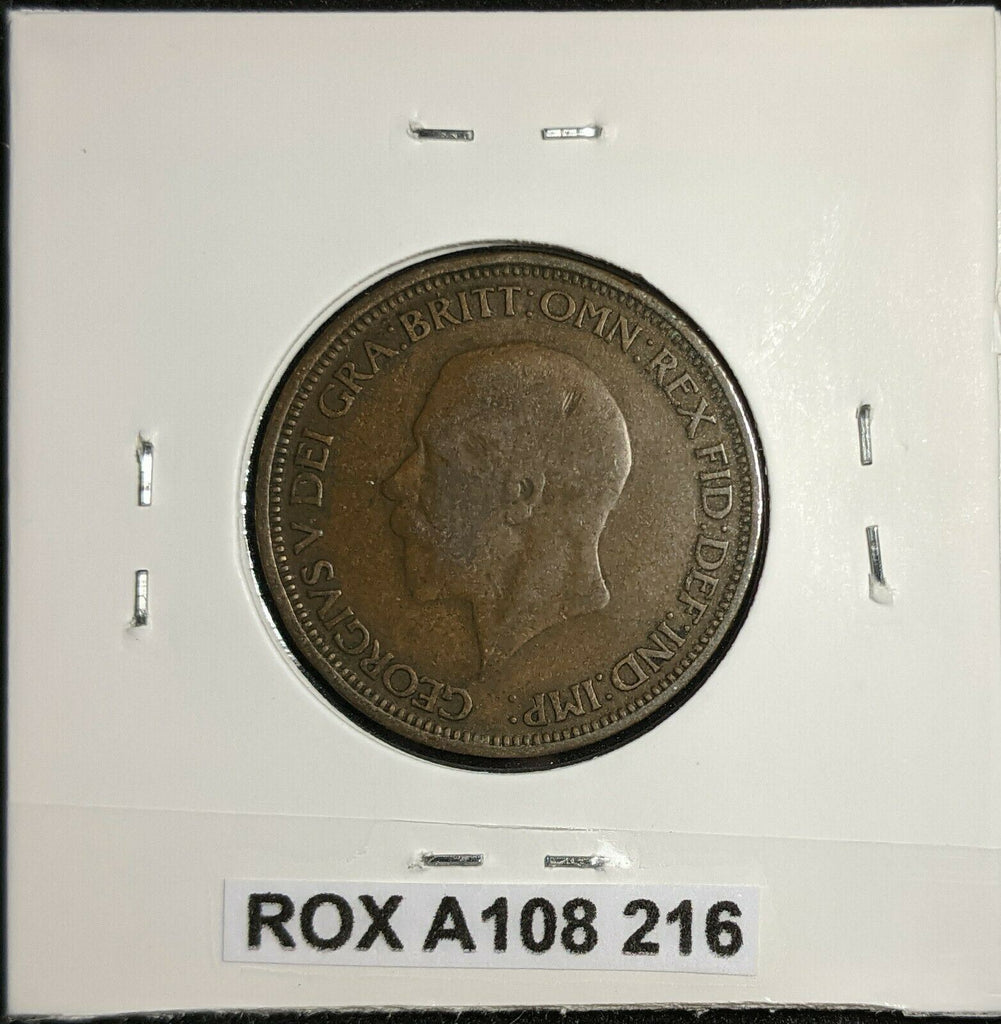 GEORGIVS V DEI GRA: BRITT: OMN: REX FID: DEF: IND: IMP:
ROX A108 216